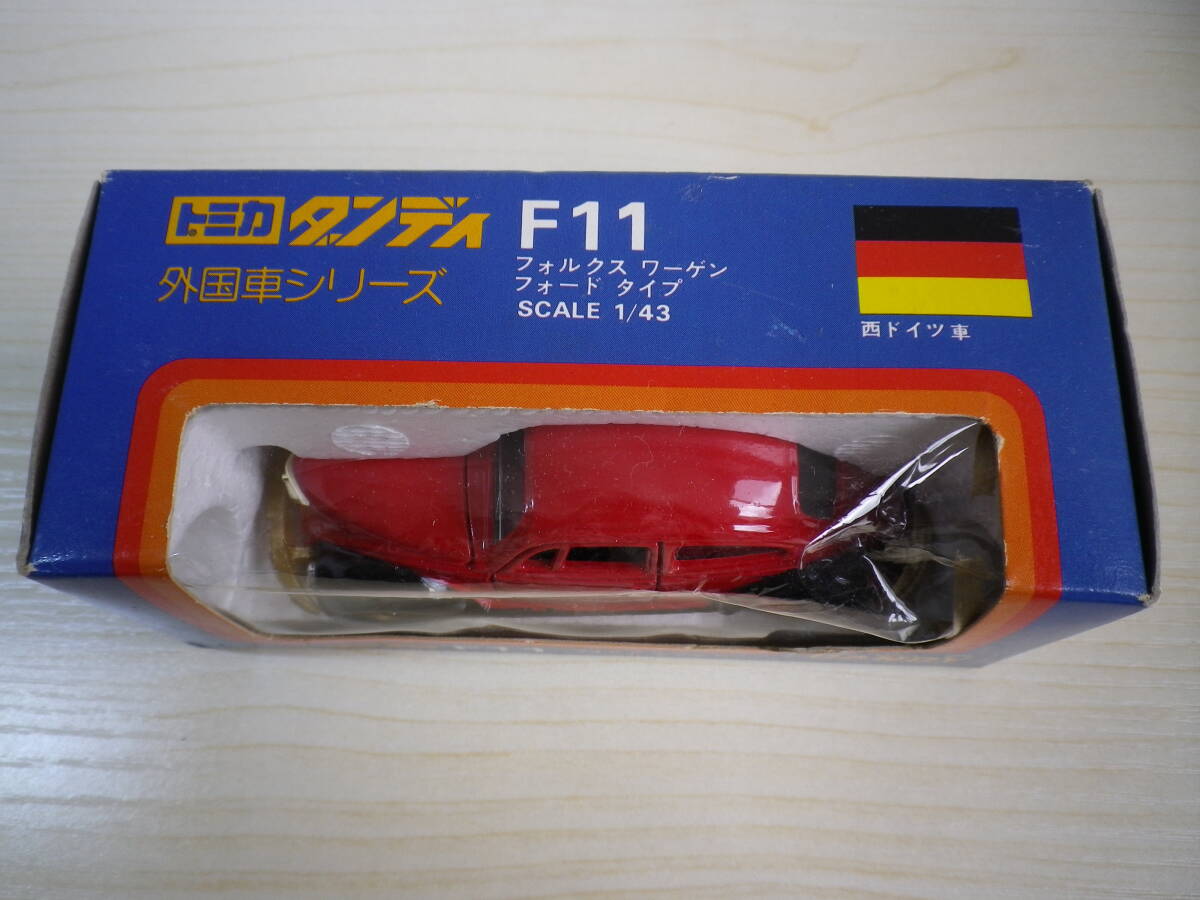 トミカ ダンディ
外国車シリーズ
F11
フォルクス ワーゲン
フォード タイプ
SCALE 1/43
西ドイツ車